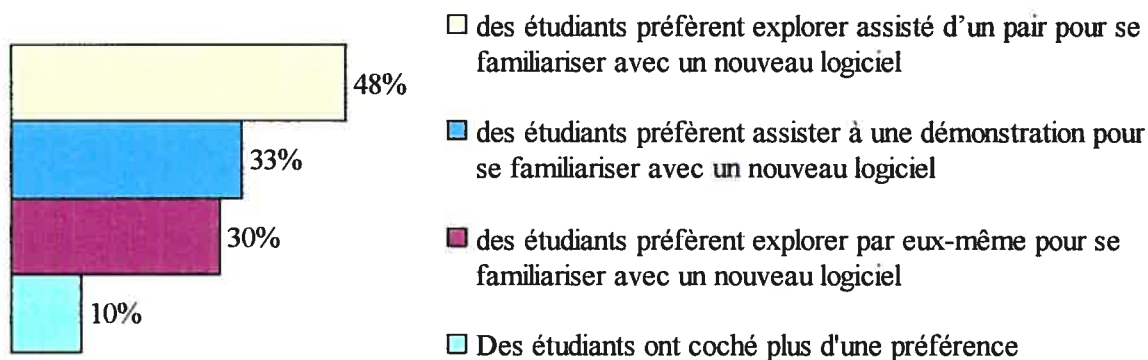 48%
33%
30%
10%
des étudiants préfèrent explorer assisté d'un pair pour se
familiariser avec un nouveau logiciel
des étudiants préfèrent assister à une démonstration pour
se familiariser avec un nouveau logiciel
des étudiants préfèrent explorer par eux-même pour se
familiariser avec un nouveau logiciel
Des étudiants ont coché plus d'une préférence